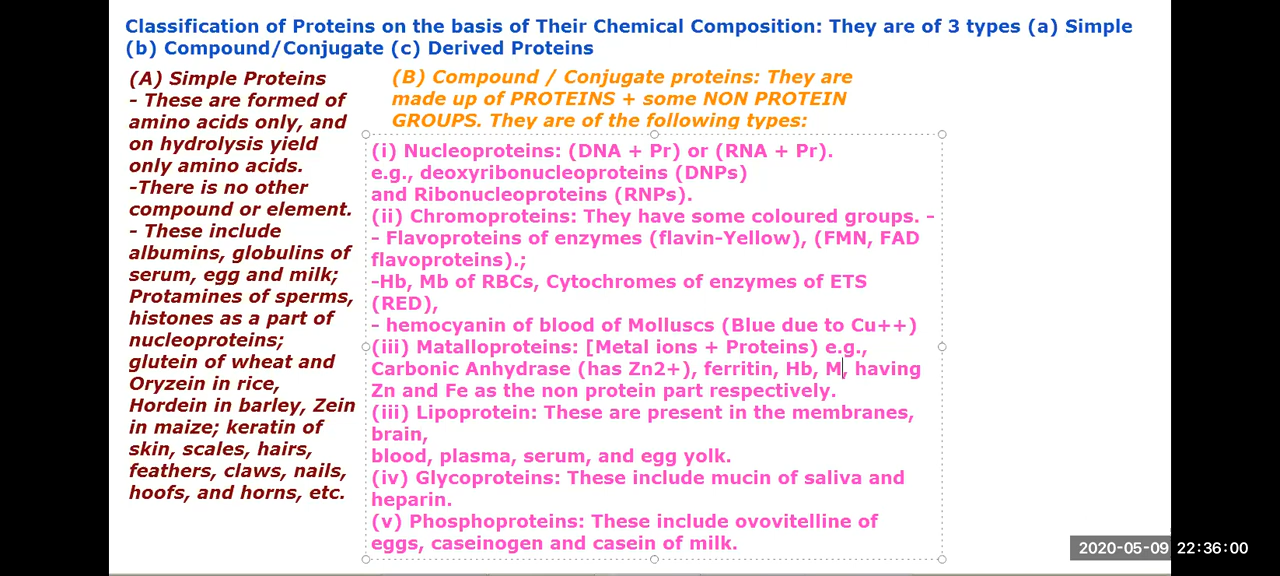 Classification of Proteins on the basis of Their Chemical Composition: They are of 3 types (a) Simple
(b) Compound/Conjugate (c) Derived Proteins
(A) Simple Proteins
- These are formed of
amino acids only, and
on hydrolysis yield
only amino acids.
-There is no other
compound or element.
- These include
albumins, globulins of
serum, egg and milk;
Protamines of sperms,
histones as a part of
nucleoproteins;
glutein of wheat and
Oryzein in rice,
Hordein in barley, Zein
in maize; keratin of
skin, scales, hairs,
feathers, claws, nails,
hoofs, and horns, etc.
(B) Compound / Conjugate proteins: They are
made up of PROTEINS + some NON PROTEIN
GROUPS. They are of the following types:
(i) Nucleoproteins: (DNA + Pr) or (RNA + Pr).
e.g., deoxyribonucleoproteins (DNPs)
and Ribonucleoproteins (RNPs).
(ii) Chromoproteins: They have some coloured groups. -
- Flavoproteins of enzymes (flavin-Yellow), (FMN, FAD
flavoproteins).;
-Hb, Mb of RBCs, Cytochromes of enzymes of ETS
(RED),
- hemocyanin of blood of Molluscs (Blue due to Cu++)
(iii) Matalloproteins: [Metal ions + Proteins) e.g.,
Carbonic Anhydrase (has Zn2+), ferritin, Hb, M, having
Zn and Fe as the non protein part respectively.
(iii) Lipoprotein: These are present in the membranes,
brain,
blood, plasma, serum, and egg yolk.
(iv) Glycoproteins: These include mucin of saliva and
heparin.
(v) Phosphoproteins: These include ovovitelline of
eggs, caseinogen and casein of milk.
2020-05-09 22:36:00